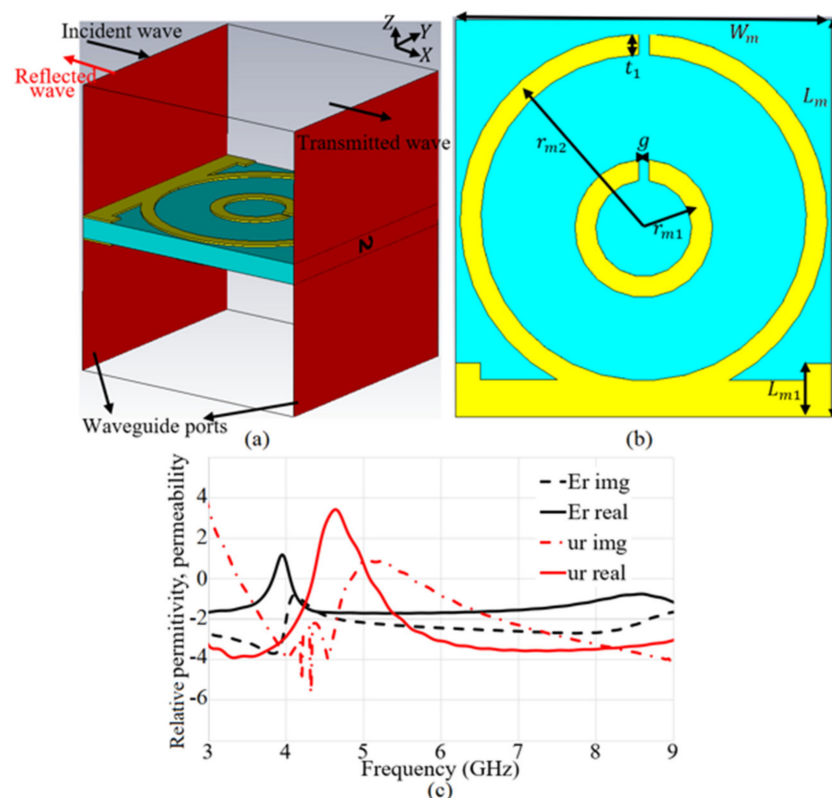 Incident wave
Z
Y
X
Reflected
wave
Transmitted wave
2
Waveguide ports
(a)
W_m
t_1
L_m
g
r_m2
r_m1
L_m1
(b)
Relative permitivity, permeability
4
2
0
-2
-4
-6
Er img
Er real
ur img
ur real
3 4 5 6 7 8 9
Frequency (GHz)
(c)